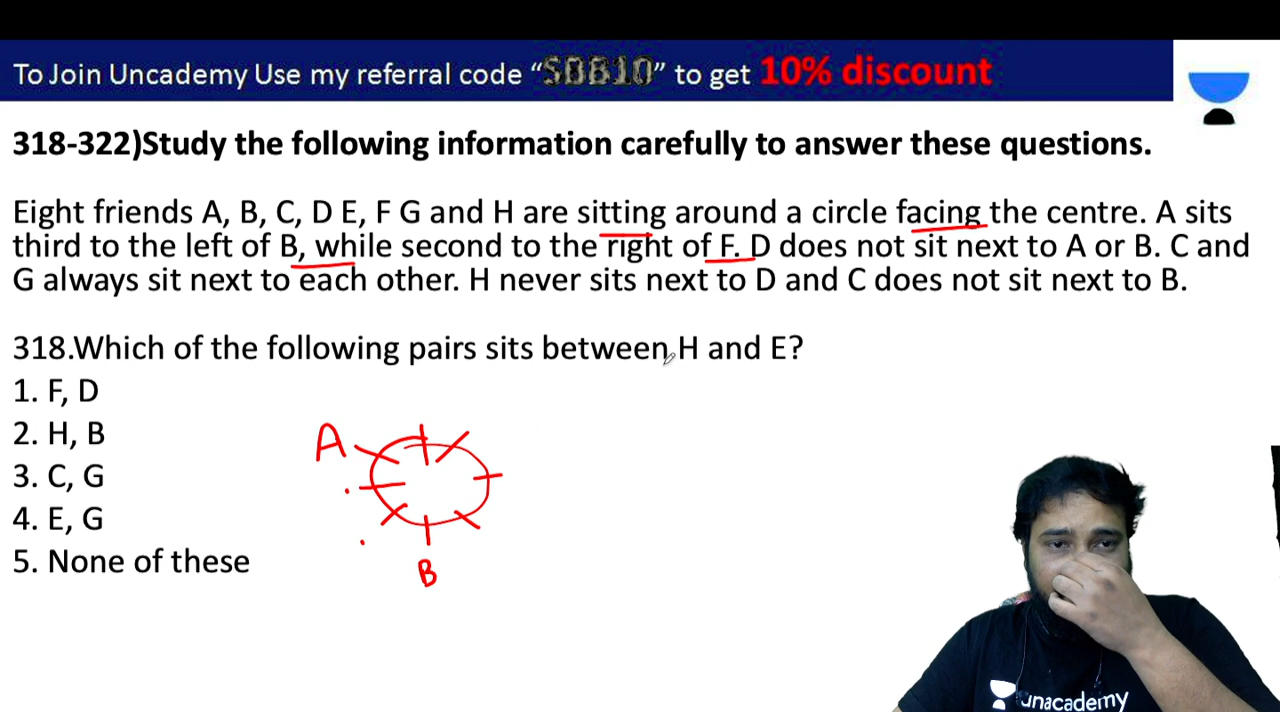 To Join Uncademy Use my referral code “SBB10” to get 10% discount
318-322)Study the following information carefully to answer these questions.
Eight friends A, B, C, D E, F G and H are sitting around a circle facing the centre. A sits
third to the left of B, while second to the right of F. D does not sit next to A or B. C and
G always sit next to each other. H never sits next to D and C does not sit next to B.
318.Which of the following pairs sits between H and E?
1. F, D
2. H, B
3. C, G
4. E, G
5. None of these
A
B
unacademy